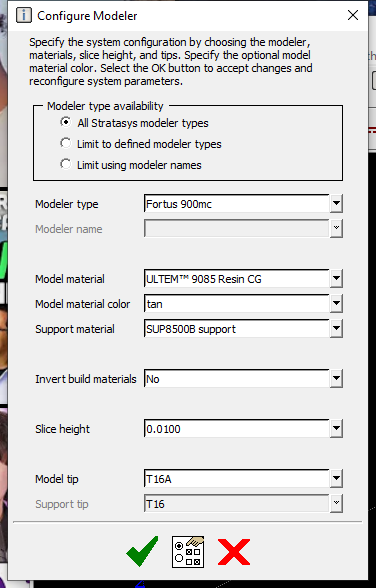 Configure Modeler
Specify the system configuration by choosing the modeler,
materials, slice height, and tips. Specify the optional model
material color. Select the OK button to accept changes and
reconfigure system parameters.
Modeler type availability
All Stratasys modeler types
Limit to defined modeler types
Limit using modeler names
Modeler type Fortus 900mc
Modeler name
Model material ULTEM™ 9085 Resin CG
Model material color tan
Support material SUP8500B support
Invert build materials No
Slice height 0.0100
Model tip T16A
Support tip T16